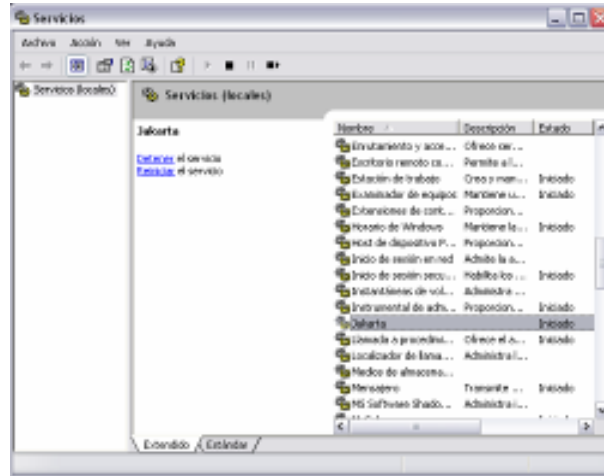 Servicios
Archivo Acción Ver Ayuda
Servicios (locales)
Servicios (locales)
Jakarta
Detener el servicio
Reiniciar el servicio
Nombre Descripción Estado
Enrutamiento y acce... Ofrece ser...
Escritorio remoto co... Permite a l...
Estación de trabajo Crea y man... Iniciado
Examinador de equipos Mantiene u... Iniciado
Extensiones de cont... Proporcion...
Horario de Windows Mantiene la... Iniciado
Host de dispositivo P... Proporcion...
Inicio de sesión en red Admite la a...
Inicio de sesión secu... Habilita los ... Iniciado
Instantáneas de vol... Administra ...
Instrumental de adm... Proporcion... Iniciado
Jakarta Iniciado
Llamada a procedimi... Ofrece el a... Iniciado
Localizador de llama... Administra l...
Medios de almacena...
Mensajero Transmite ... Iniciado
MS Software Shado... Administra l...
Extendido Estándar